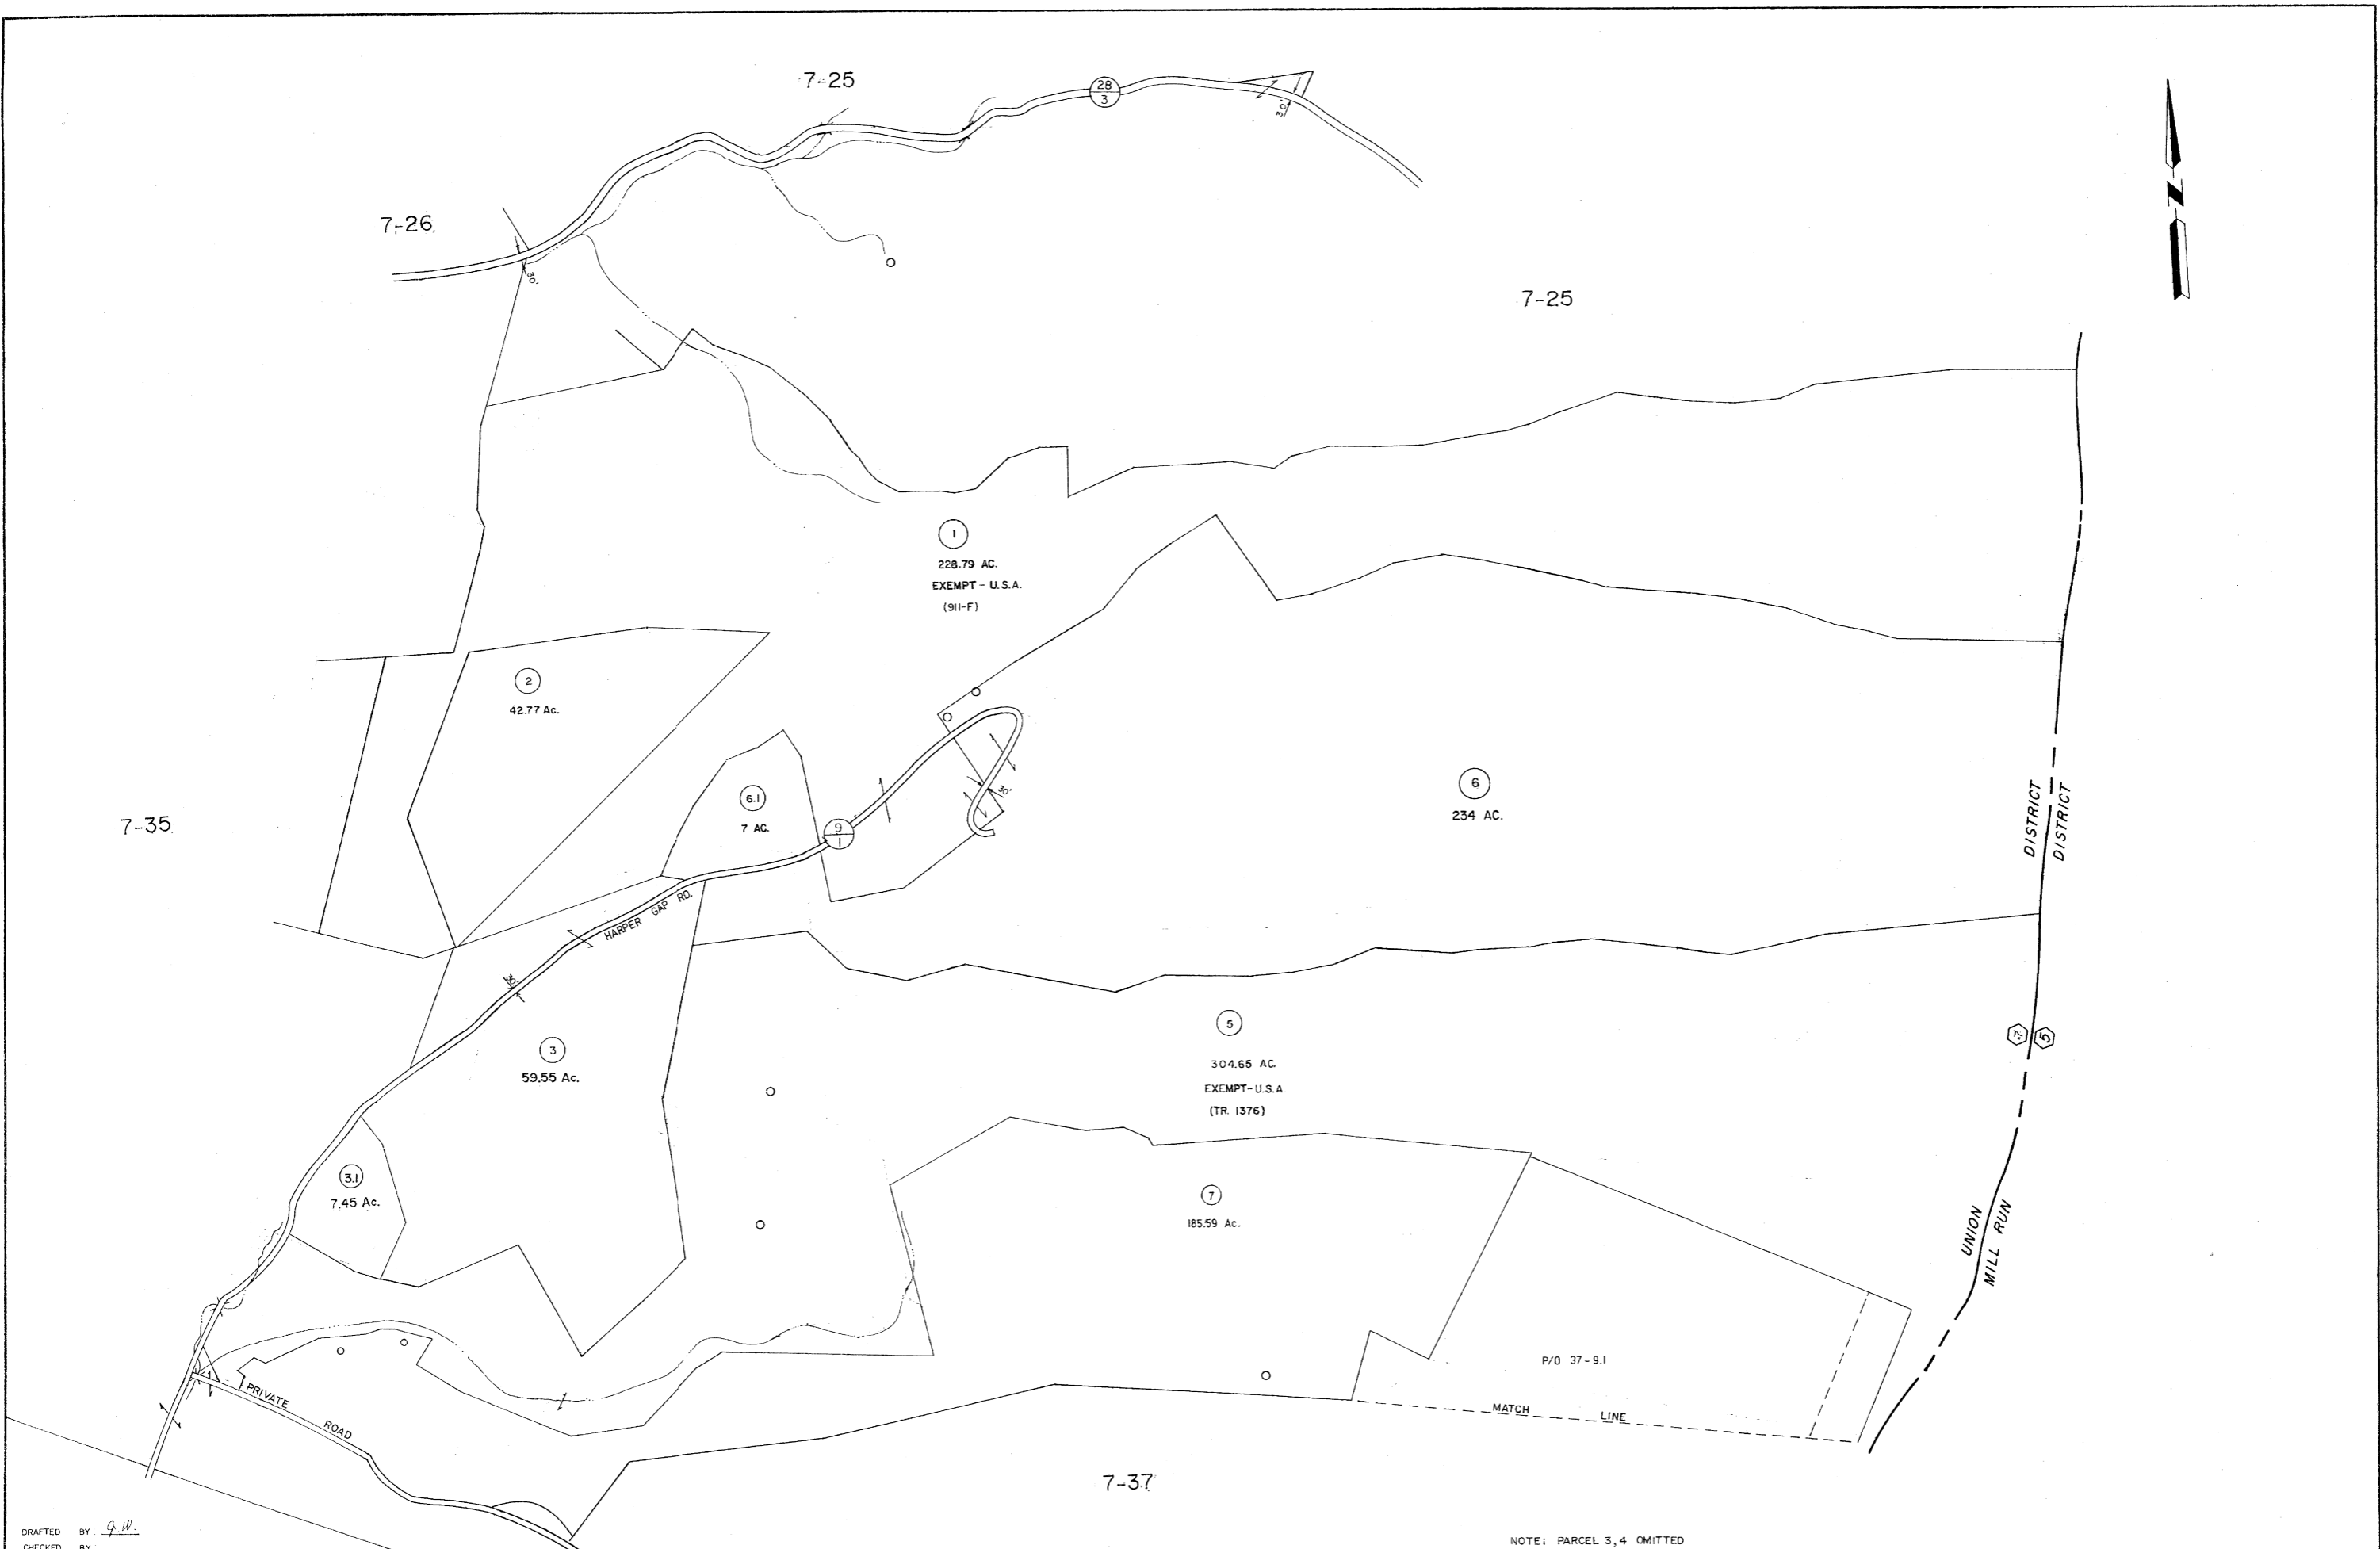 7-25
28
3
30'
7-26
30'
7-25
1
228.79 AC.
EXEMPT - U.S.A.
(911-F)
2
42.77 Ac.
6.1
7 AC.
9
1
30'
6
234 AC.
7-35
DISTRICT
DISTRICT
HARPER GAP RD.
30'
3
59.55 Ac.
5
304.65 AC.
EXEMPT-U.S.A.
(TR. 1376)
7
5
3.1
7.45 Ac.
7
185.59 Ac.
UNION
MILL RUN
P/O 37-9.1
PRIVATE ROAD
MATCH LINE
7-37
DRAFTED BY G.W.
CHECKED BY
NOTE: PARCEL 3,4 OMITTED